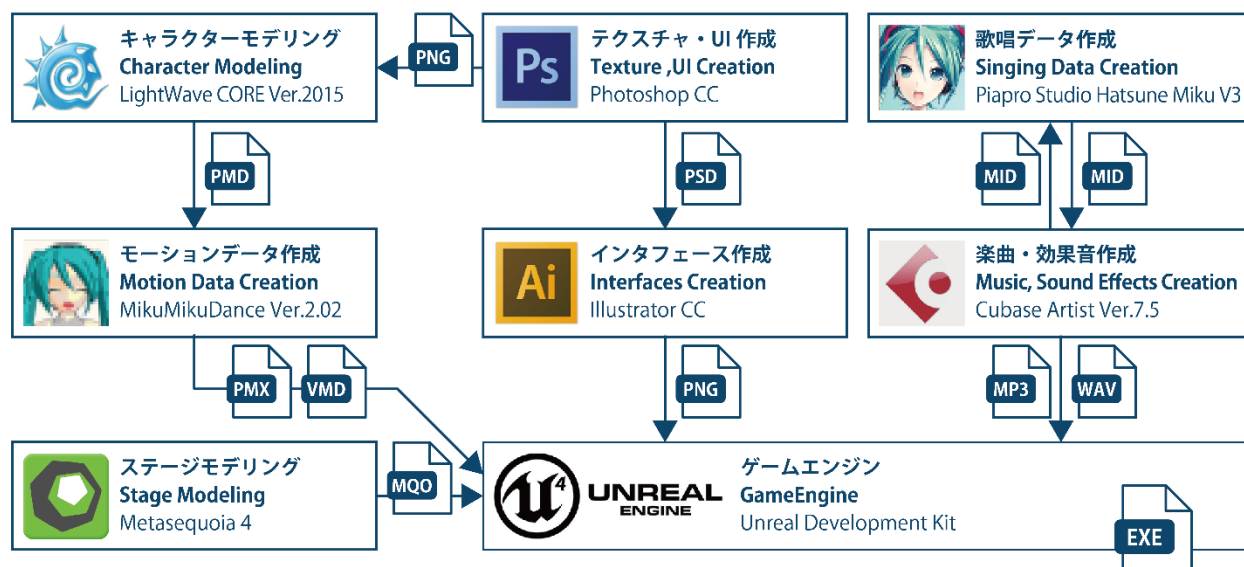 キャラクターモデリング
Character Modeling
LightWave CORE Ver.2015
PNG
Ps
テクスチャ・UI 作成
Texture ,UI Creation
Photoshop CC
歌唱データ作成
Singing Data Creation
Piapro Studio Hatsune Miku V3
PMD
PSD
MID
MID
モーションデータ作成
Motion Data Creation
MikuMikuDance Ver.2.02
Ai
インタフェース作成
Interfaces Creation
Illustrator CC
楽曲・効果音作成
Music, Sound Effects Creation
Cubase Artist Ver.7.5
PMX
VMD
PNG
MP3
WAV
ステージモデリング
Stage Modeling
Metasequoia 4
MQO
4
UNREAL
ENGINE
ゲームエンジン
GameEngine
Unreal Development Kit
EXE